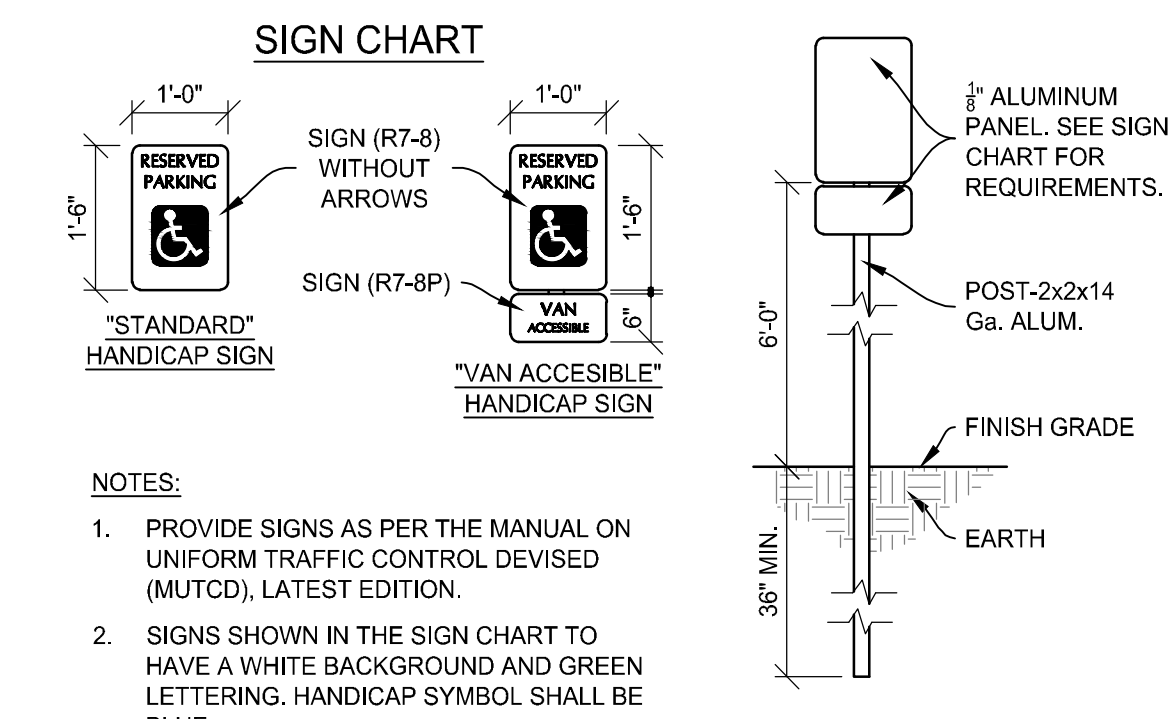 SIGN CHART
1'-0"
1'-0"
RESERVED
PARKING
1'-6"
SIGN (R7-8)
WITHOUT
ARROWS
RESERVED
PARKING
1'-6"
SIGN (R7-8P)
VAN
ACCESSIBLE
6"
"STANDARD"
HANDICAP SIGN
"VAN ACCESIBLE"
HANDICAP SIGN
NOTES:
1. PROVIDE SIGNS AS PER THE MANUAL ON
UNIFORM TRAFFIC CONTROL DEVISED
(MUTCD), LATEST EDITION.
2. SIGNS SHOWN IN THE SIGN CHART TO
HAVE A WHITE BACKGROUND AND GREEN
LETTERING. HANDICAP SYMBOL SHALL BE
1/8" ALUMINUM
PANEL. SEE SIGN
CHART FOR
REQUIREMENTS.
POST-2x2x14
Ga. ALUM.
6'-0"
FINISH GRADE
EARTH
36" MIN.